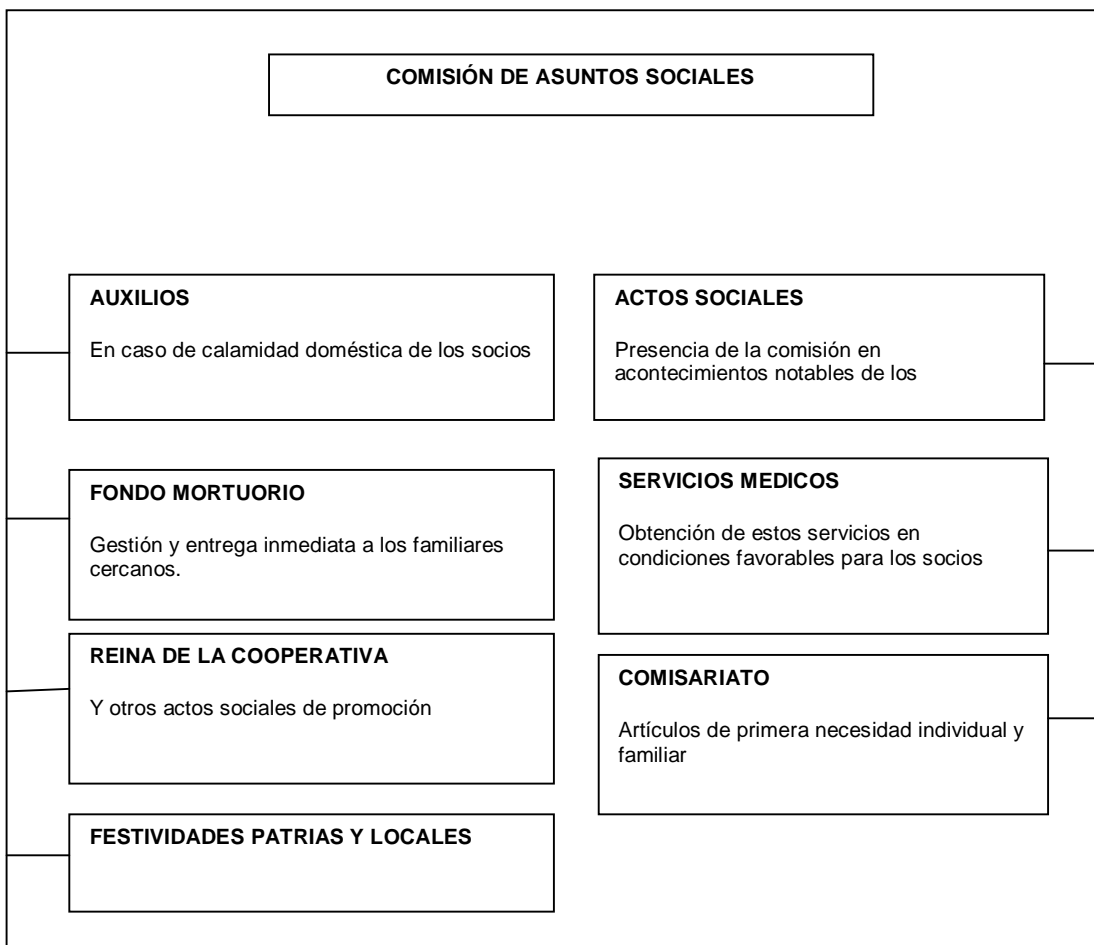 COMISIÓN DE ASUNTOS SOCIALES
AUXILIOS
En caso de calamidad doméstica de los socios
ACTOS SOCIALES
Presencia de la comisión en
acontecimientos notables de los
FONDO MORTUORIO
Gestión y entrega inmediata a los familiares
cercanos.
SERVICIOS MEDICOS
Obtención de estos servicios en
condiciones favorables para los socios
REINA DE LA COOPERATIVA
Y otros actos sociales de promoción
COMISARIATO
Artículos de primera necesidad individual y
familiar
FESTIVIDADES PATRIAS Y LOCALES